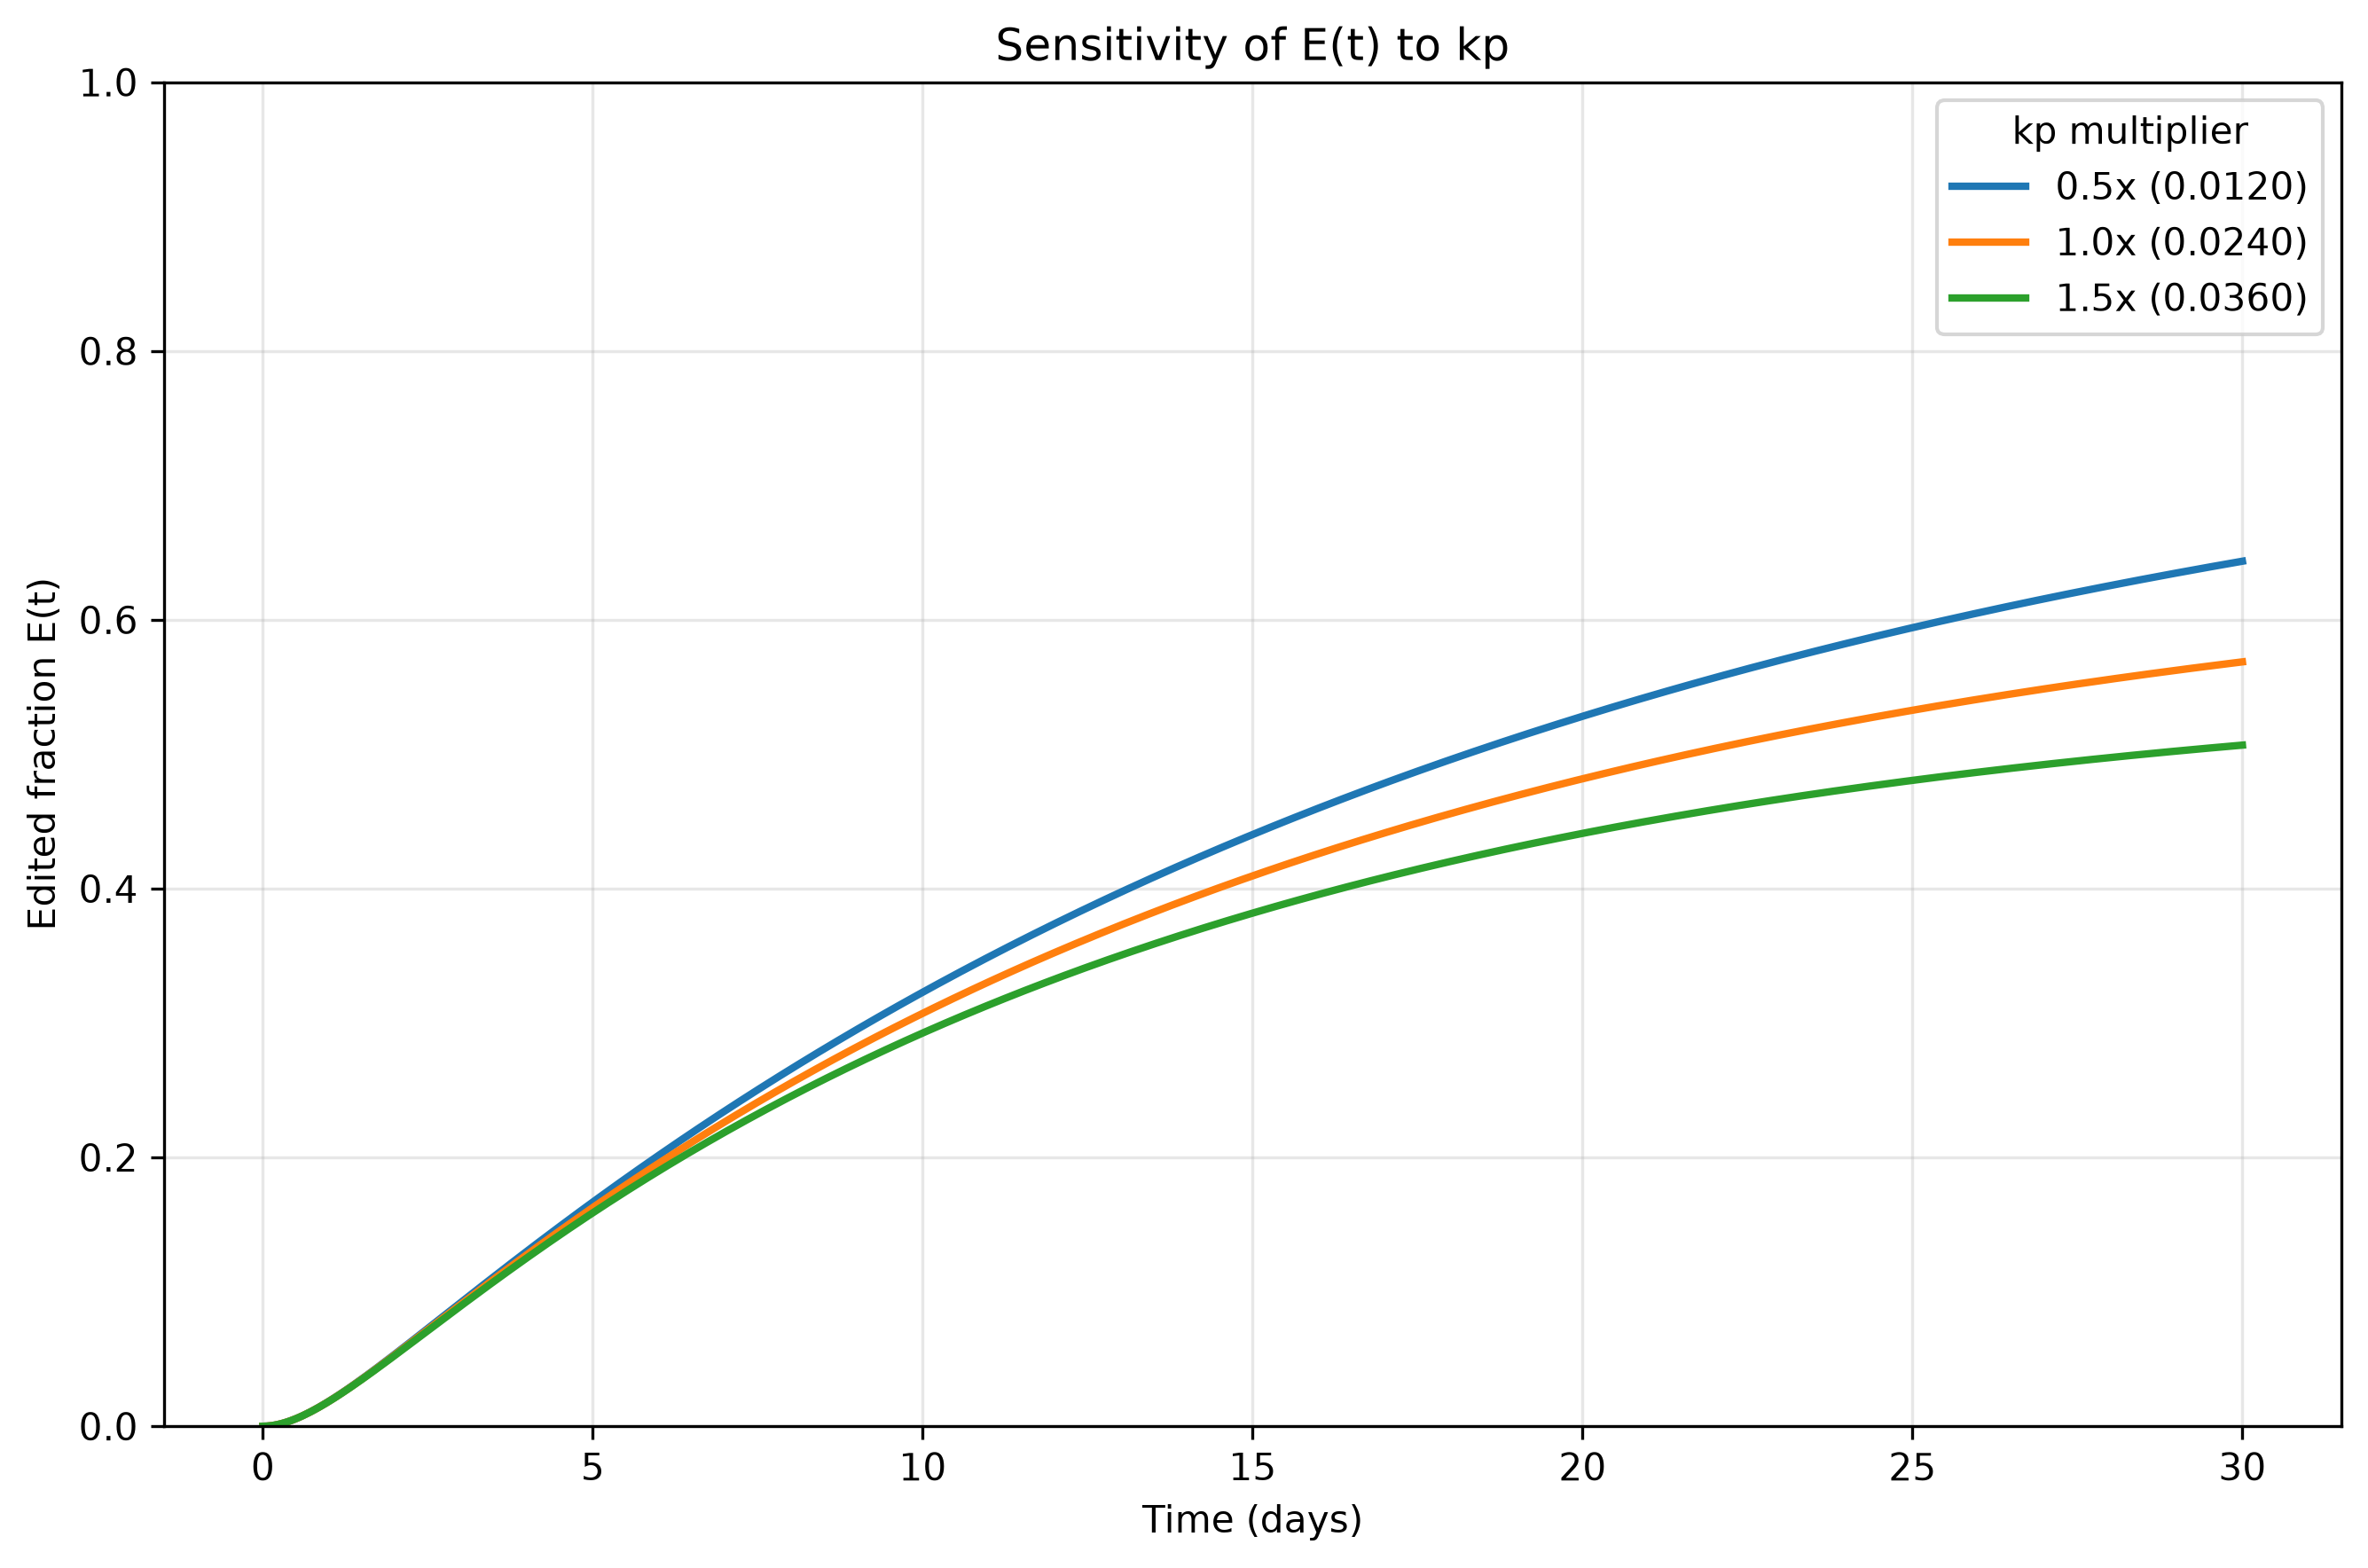 Sensitivity of E(t) to kp
1.0
0.8
0.6
0.4
0.2
0.0
Edited fraction E(t)
kp multiplier
0.5x (0.0120)
1.0x (0.0240)
1.5x (0.0360)
0 5 10 15 20 25 30
Time (days)